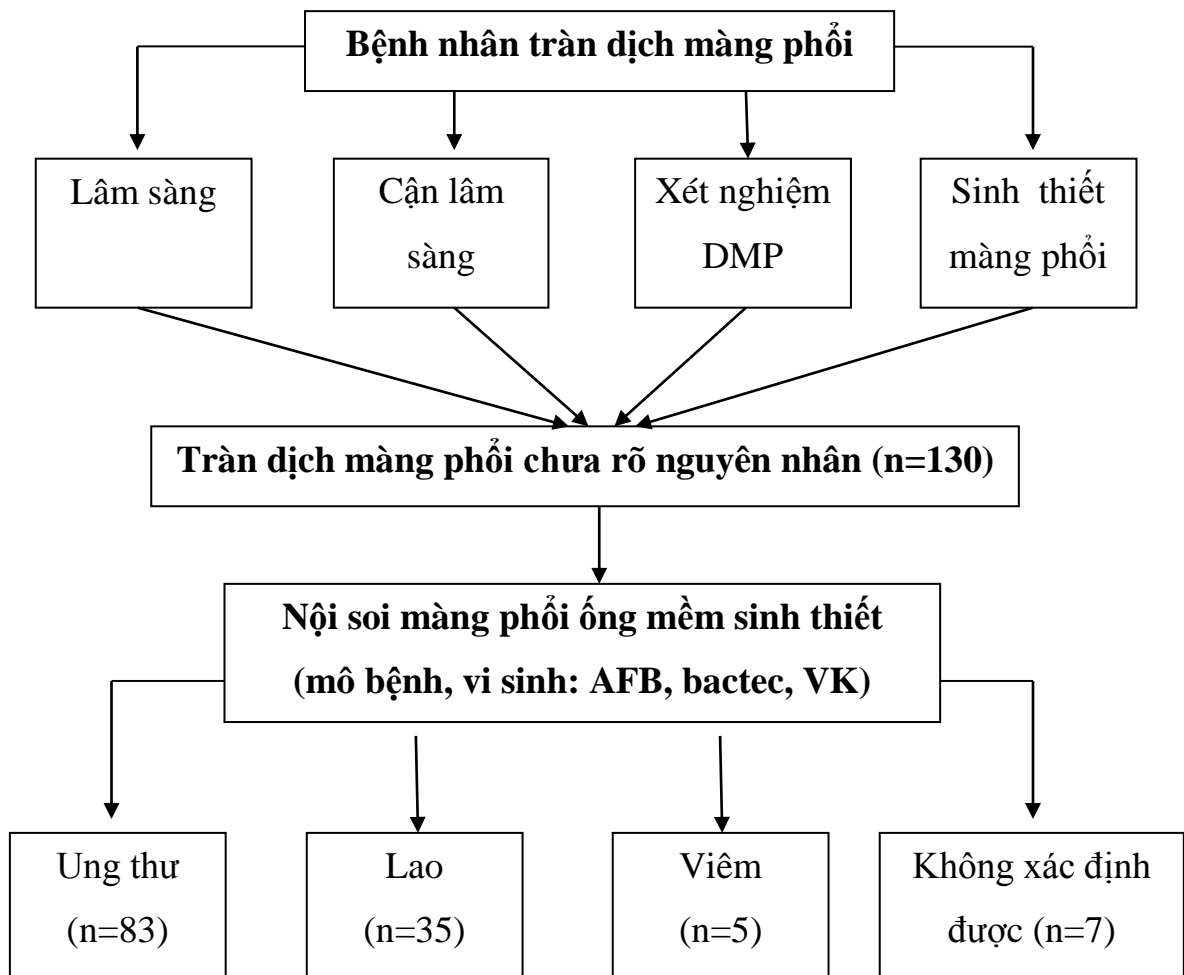 Bệnh nhân tràn dịch màng phổi
Lâm sàng
Cận lâm
sàng
Xét nghiệm
DMP
Sinh thiết
màng phổi
Tràn dịch màng phổi chưa rõ nguyên nhân (n=130)
Nội soi màng phổi ống mềm sinh thiết
(mô bệnh, vi sinh: AFB, bactec, VK)
Ung thư
(n=83)
Lao
(n=35)
Viêm
(n=5)
Không xác định
được (n=7)